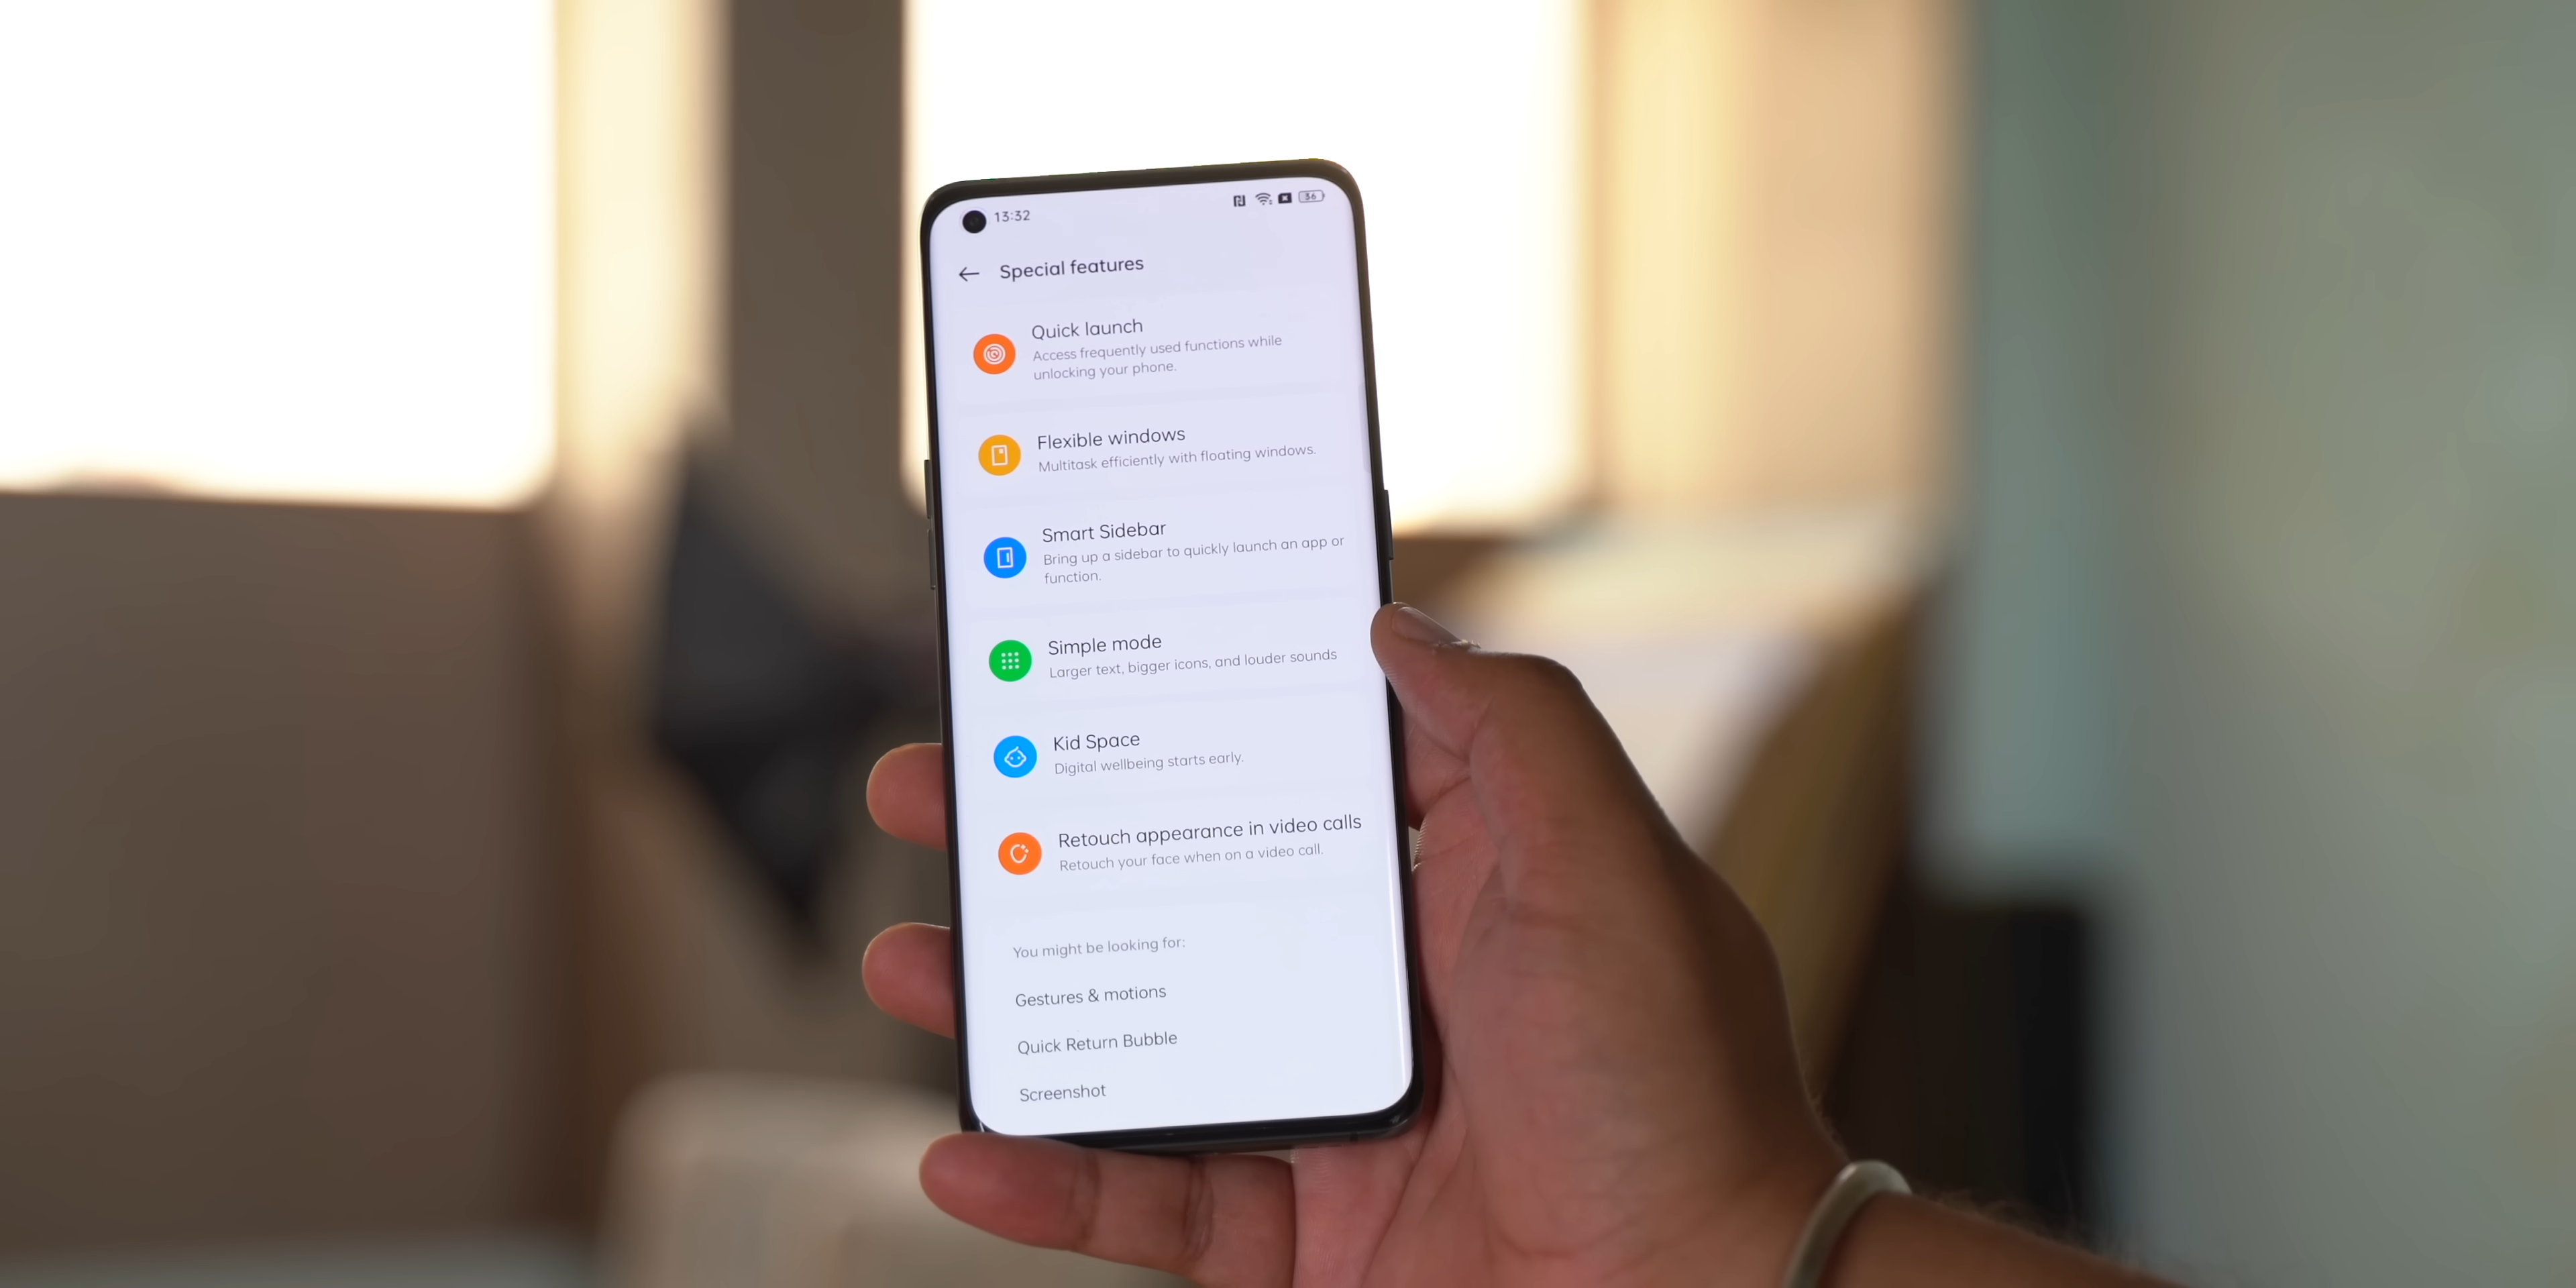 13:32
36
Special features
Quick launch
Access frequently used functions while
unlocking your phone.
Flexible windows
Multitask efficiently with floating windows.
Smart Sidebar
Bring up a sidebar to quickly launch an app or
function.
Simple mode
Larger text, bigger icons, and louder sounds
Kid Space
Digital wellbeing starts early.
Retouch appearance in video calls
Retouch your face when on a video call.
You might be looking for:
Gestures & motions
Quick Return Bubble
Screenshot